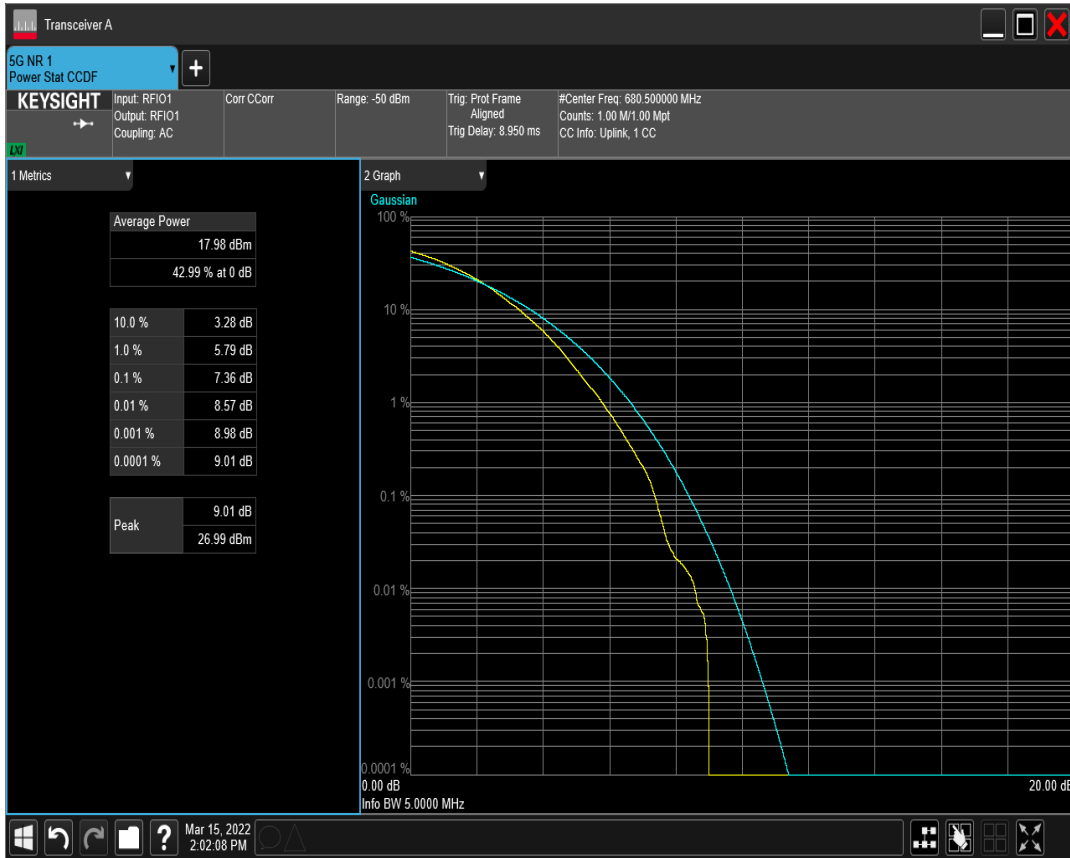 Transceiver A
5G NR 1
Power Stat CCDF
KEYSIGHT
LXI
Input: RFIO1
Output: RFIO1
Coupling: AC
Corr CCorr
Range: -50 dBm
Trig: Prot Frame
Aligned
Trig Delay: 8.950 ms
#Center Freq: 680.500000 MHz
Counts: 1.00 M/1.00 Mpt
CC Info: Uplink, 1 CC
1 Metrics
Average Power
17.98 dBm
42.99 % at 0 dB
10.0 % 3.28 dB
1.0 % 5.79 dB
0.1 % 7.36 dB
0.01 % 8.57 dB
0.001 % 8.98 dB
0.0001 % 9.01 dB
Peak
9.01 dB
26.99 dBm
2 Graph
Gaussian
100 %
10 %
1 %
0.1 %
0.01 %
0.001 %
0.0001 %
0.00 dB 20.00 dB
Info BW 5.0000 MHz
?
Mar 15, 2022
2:02:08 PM